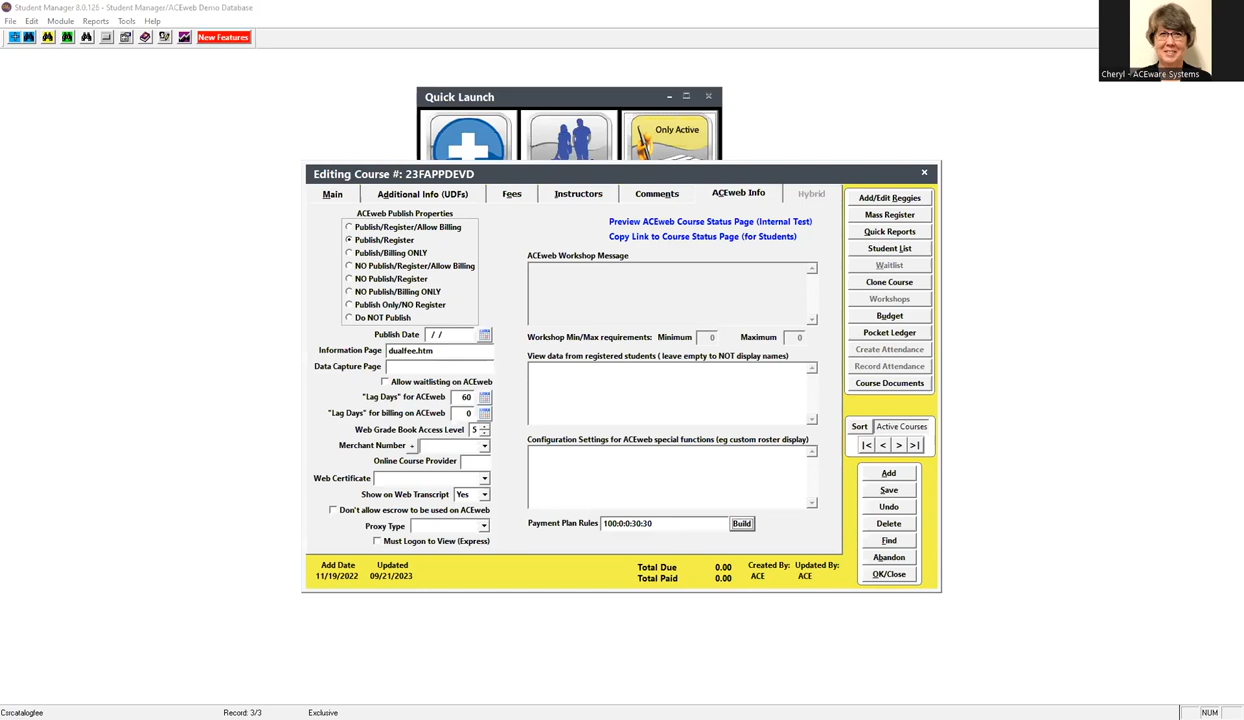 Student Manager 8.0.126 - Student Manager/ACEweb Demo Database
File Edit Module Reports Tools Help
New Features
Cheryl - ACEware Systems
Quick Launch
Only Active
Editing Course #: 23FAPPDEVD
Main Additional Info (UDFs) Fees Instructors Comments ACEweb Info Hybrid
ACEweb Publish Properties
Publish/Register/Allow Billing
Publish/Register
Publish/Billing ONLY
NO Publish/Register/Allow Billing
NO Publish/Register
NO Publish/Billing ONLY
Publish Only/NO Register
Do NOT Publish
Publish Date / /
Information Page dualfee.htm
Data Capture Page
Allow waitlisting on ACEweb
"Lag Days" for ACEweb 60
"Lag Days" for billing on ACEweb 0
Web Grade Book Access Level 5
Merchant Number +
Online Course Provider
Web Certificate
Show on Web Transcript Yes
Don't allow escrow to be used on ACEweb
Proxy Type
Must Logon to View (Express)
Preview ACEweb Course Status Page (Internal Test)
Copy Link to Course Status Page (for Students)
ACEweb Workshop Message
Workshop Min/Max requirements: Minimum 0 Maximum 0
View data from registered students ( leave empty to NOT display names)
Configuration Settings for ACEweb special functions (eg custom roster display)
Payment Plan Rules 100:0:0:30:30 Build
Add/Edit Reggies
Mass Register
Quick Reports
Student List
Waitlist
Clone Course
Workshops
Budget
Pocket Ledger
Create Attendance
Record Attendance
Course Documents
Sort Active Courses
|< < > >|
Add
Save
Undo
Delete
Find
Abandon
OK/Close
Add Date Updated
11/19/2022 09/21/2023
Total Due 0.00
Total Paid 0.00
Created By: Updated By:
ACE ACE
Csrcatalogfee Record: 3/3 Exclusive NUM